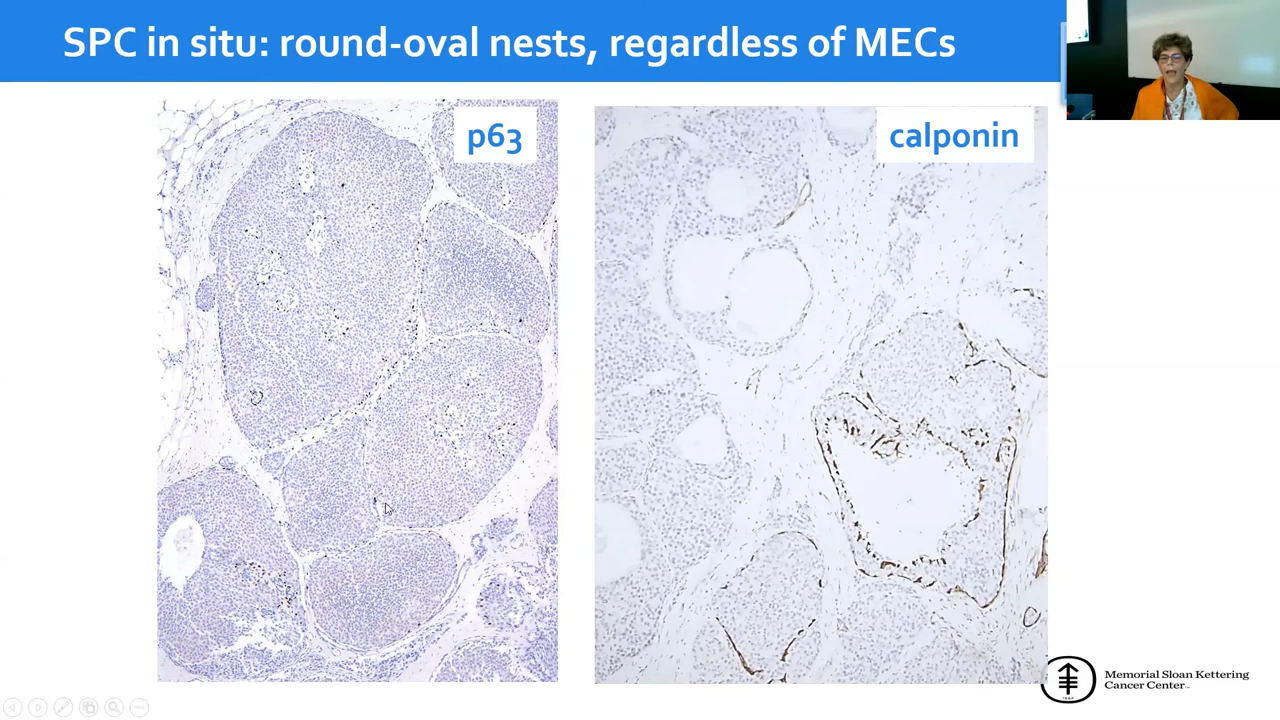 SPC in situ: round-oval nests, regardless of MECs
p63
calponin
Memorial Sloan Kettering
Cancer Center